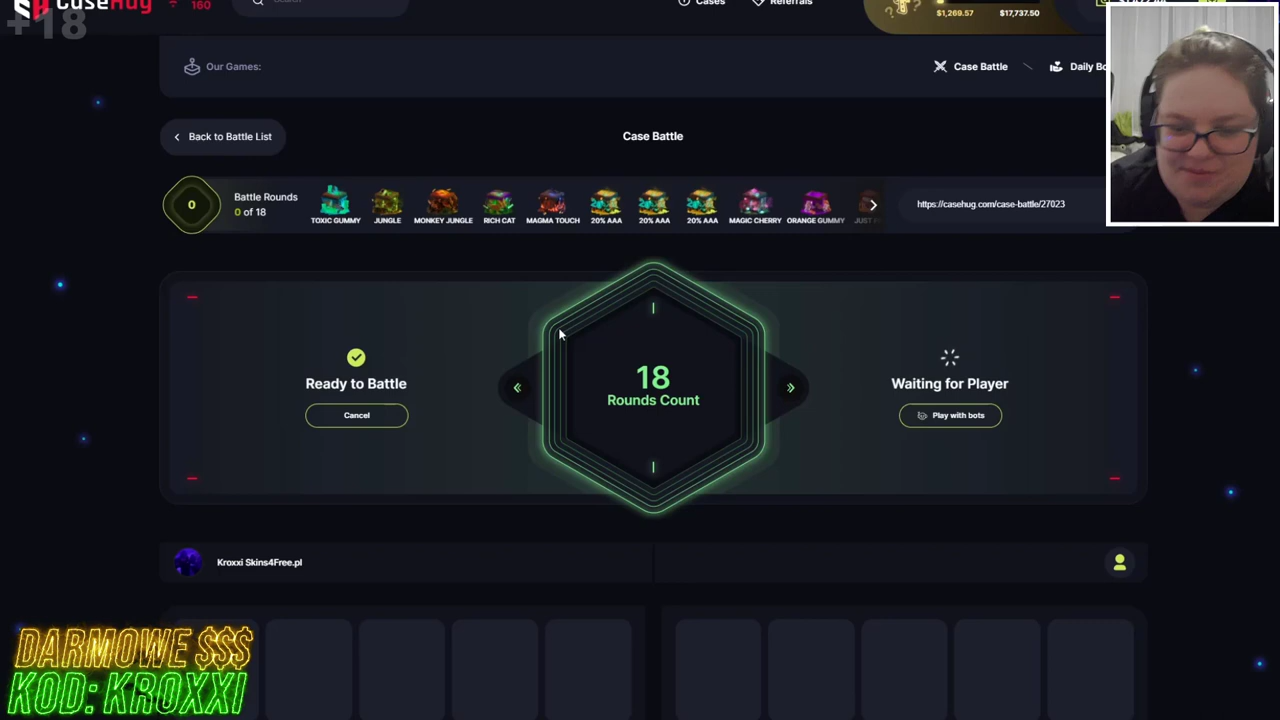 CaseHug
160
+18
Search
Cases
Referrals
$1,269.57
$17,737.50
Our Games:
Case Battle
Daily Bo
Back to Battle List
Case Battle
0
Battle Rounds
0 of 18
TOXIC GUMMY
JUNGLE
MONKEY JUNGLE
RICH CAT
MAGMA TOUCH
20% AAA
20% AAA
20% AAA
MAGIC CHERRY
ORANGE GUMMY
https://casehug.com/case-battle/27023
Ready to Battle
Cancel
18
Rounds Count
Waiting for Player
Play with bots
Kroxxi Skins4Free.pl
DARMOWE $$$
KOD: KROXXI